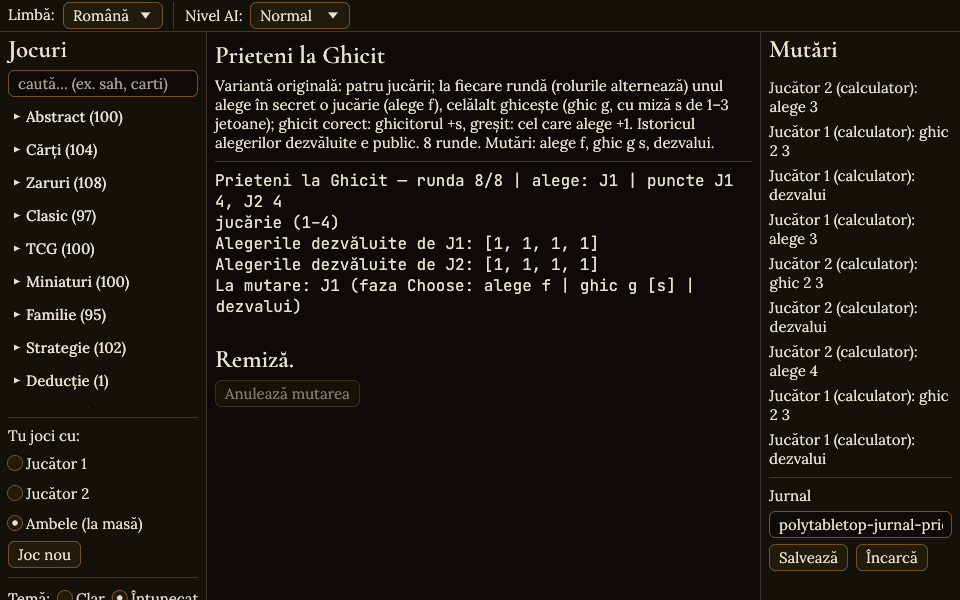 Limbă: Română Nivel AI: Normal
Jocuri
caută... (ex. sah, carti)
Abstract (100)
Cărți (104)
Zaruri (108)
Clasic (97)
TCG (100)
Miniaturi (100)
Familie (95)
Strategie (102)
Deducție (1)
Tu joci cu:
Jucător 1
Jucător 2
Ambele (la masă)
Joc nou
Temă: Clar Întunecat
Prieteni la Ghicit
Variantă originală: patru jucării; la fiecare rundă (rolurile alternează) unul
alege în secret o jucărie (alege f), celălalt ghicește (ghic g, cu miză s de 1–3
jetoane); ghicit corect: ghicitorul +s, greșit: cel care alege +1. Istoricul
alegerilor dezvăluite e public. 8 runde. Mutări: alege f, ghic g s, dezvalui.
Prieteni la Ghicit — runda 8/8 | alege: J1 | puncte J1
4, J2 4
jucărie (1–4)
Alegerile dezvăluite de J1: [1, 1, 1, 1]
Alegerile dezvăluite de J2: [1, 1, 1, 1]
La mutare: J1 (faza Choose: alege f | ghic g [s] |
dezvalui)
Remiză.
Anulează mutarea
Mutări
Jucător 2 (calculator):
alege 3
Jucător 1 (calculator): ghic
2 3
Jucător 1 (calculator):
dezvalui
Jucător 1 (calculator):
alege 3
Jucător 2 (calculator):
ghic 2 3
Jucător 2 (calculator):
dezvalui
Jucător 2 (calculator):
alege 4
Jucător 1 (calculator): ghic
2 3
Jucător 1 (calculator):
dezvalui
Jurnal
polytabletop-jurnal-prie
Salvează Încarcă